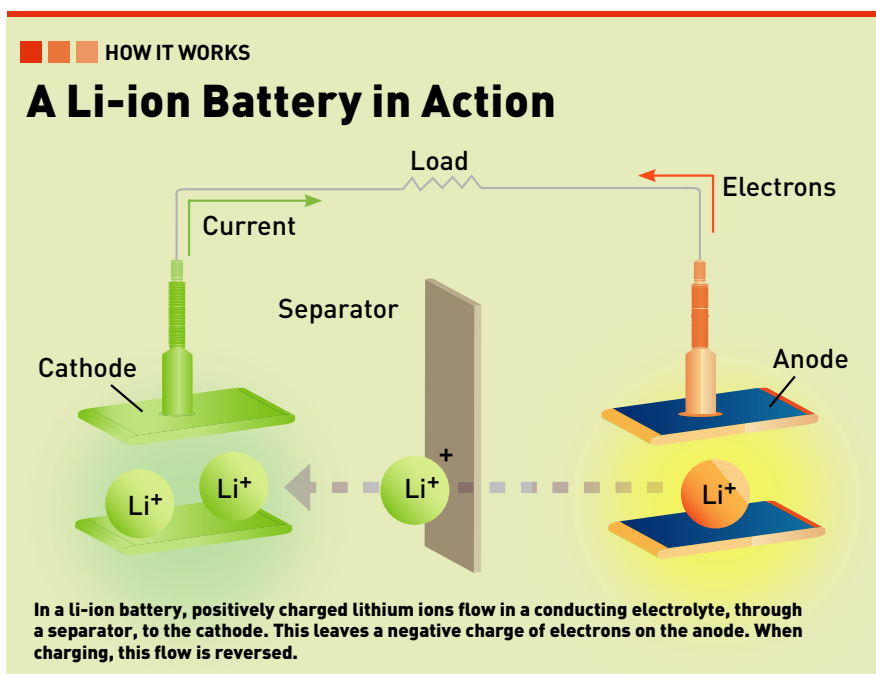 HOW IT WORKS
A Li-ion Battery in Action
Load
Electrons
Current
Separator
Cathode
Anode
+
Li+
Li+
Li+
Li+
In a li-ion battery, positively charged lithium ions flow in a conducting electrolyte, through
a separator, to the cathode. This leaves a negative charge of electrons on the anode. When
charging, this flow is reversed.